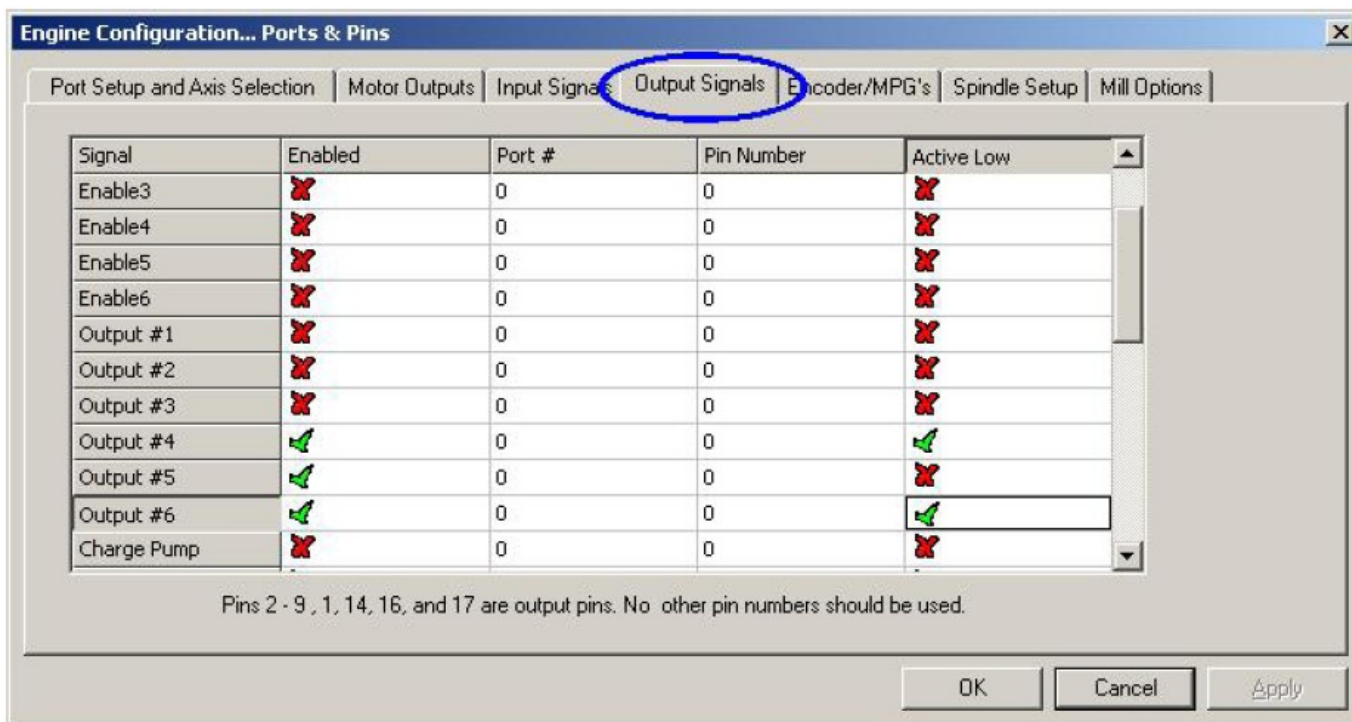 Engine Configuration... Ports & Pins
Port Setup and Axis Selection Motor Outputs Input Signals Output Signals Encoder/MPG's Spindle Setup Mill Options
Signal Enabled Port # Pin Number Active Low
Enable3 0 0
Enable4 0 0
Enable5 0 0
Enable6 0 0
Output #1 0 0
Output #2 0 0
Output #3 0 0
Output #4 0 0
Output #5 0 0
Output #6 0 0
Charge Pump 0 0
Pins 2 - 9 , 1, 14, 16, and 17 are output pins. No other pin numbers should be used.
OK Cancel Apply